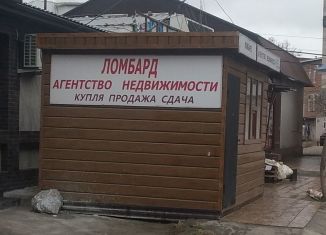 ЛОМБАРД
АГЕНТСТВО НЕДВИЖИМОСТИ
КУПЛЯ ПРОДАЖА СДАЧА